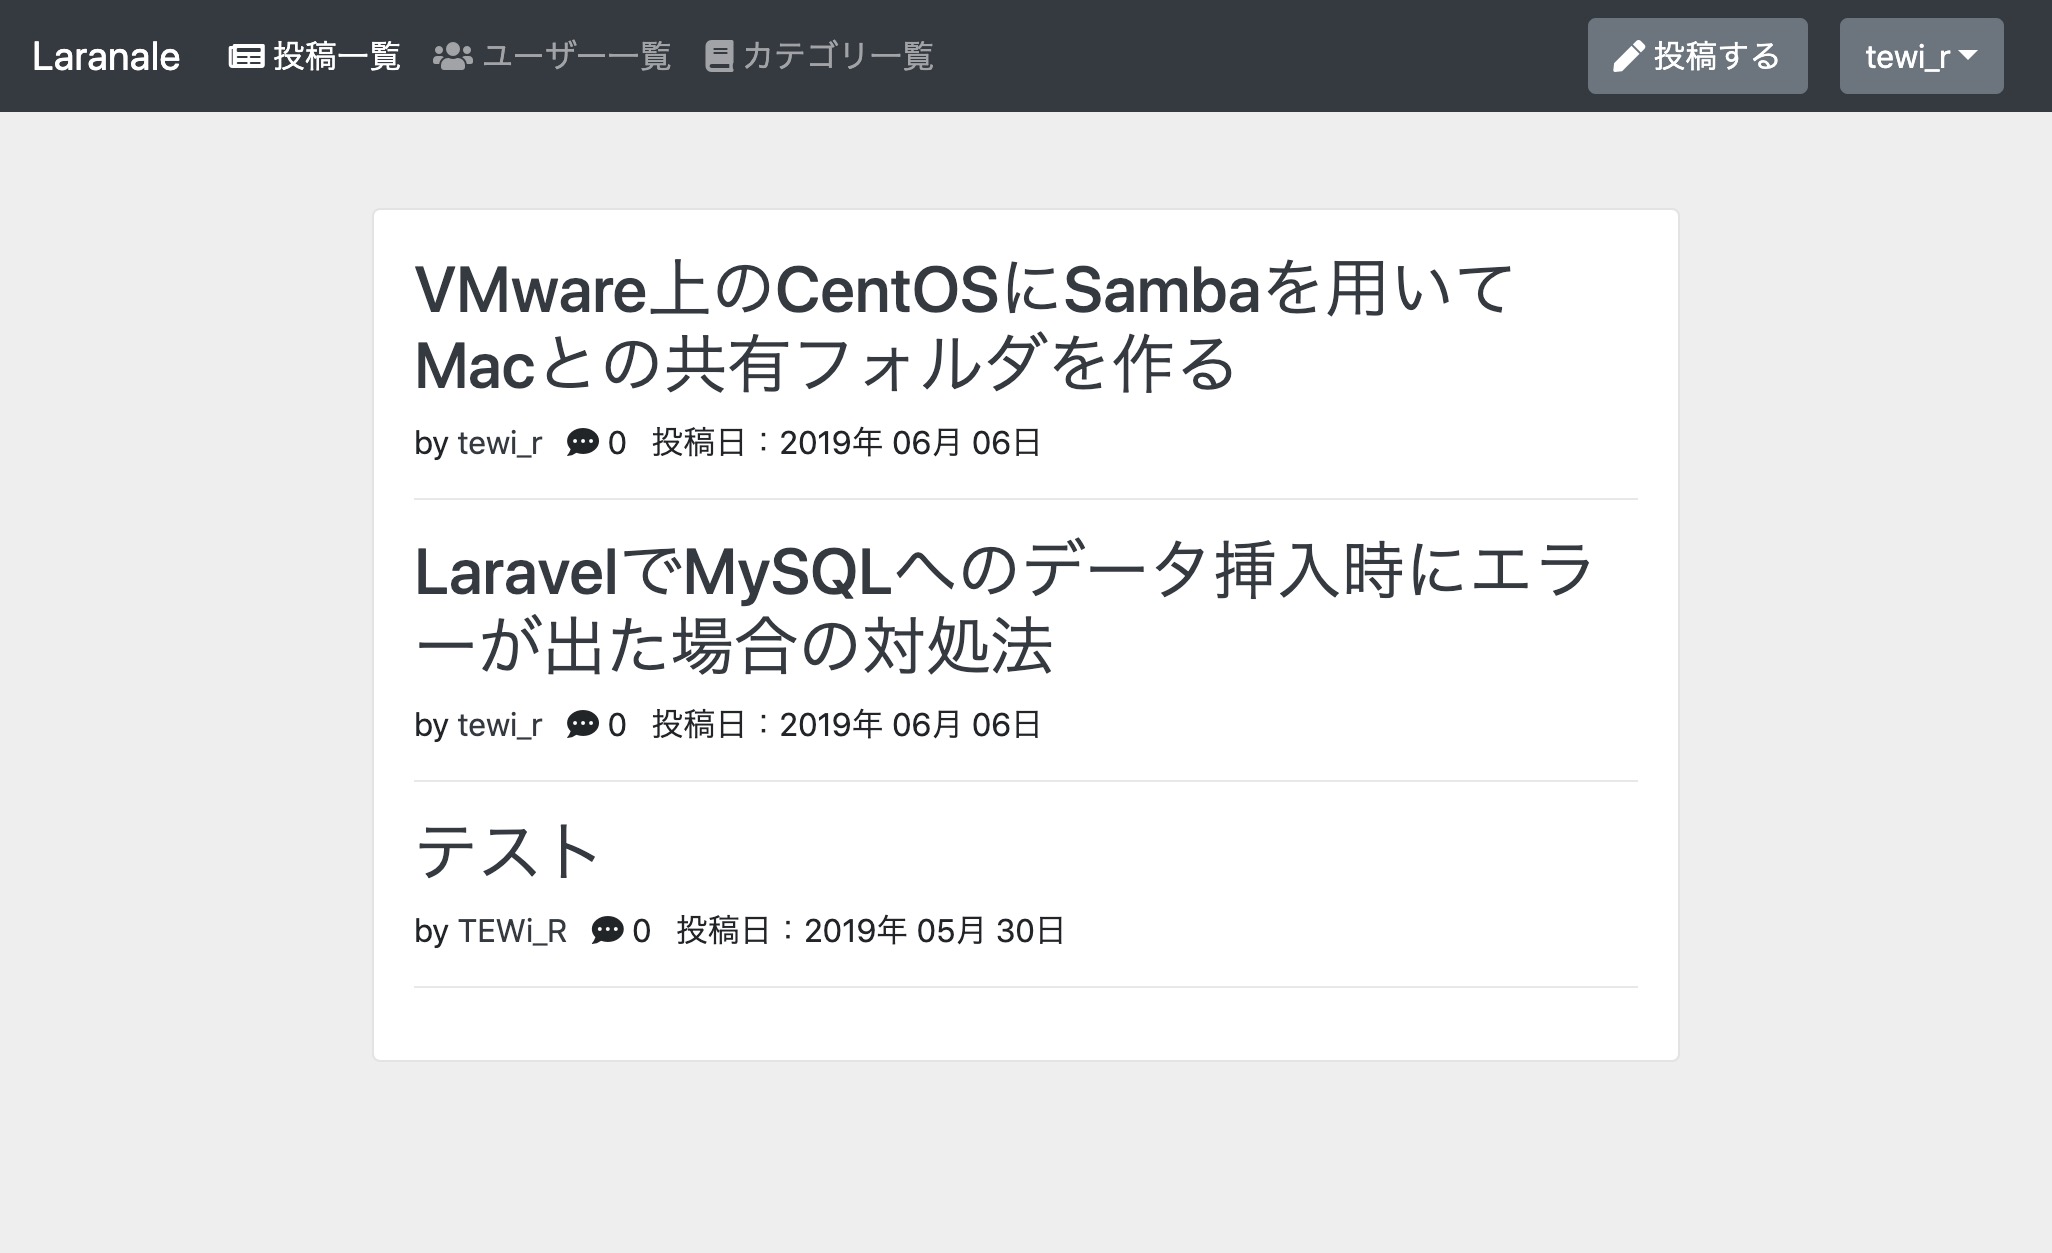 Laranale 投稿一覧 ユーザー一覧 カテゴリー覧 投稿する tewi_r
VMware上のCentOSにSambaを用いて
Macとの共有フォルダを作る
by tewi_r 0 投稿日：2019年 06月 06日
LaravelでMySQLへのデータ挿入時にエラ
ーが出た場合の対処法
by tewi_r 0 投稿日：2019年 06月 06日
テスト
by TEWi_R 0 投稿日：2019年 05月 30日